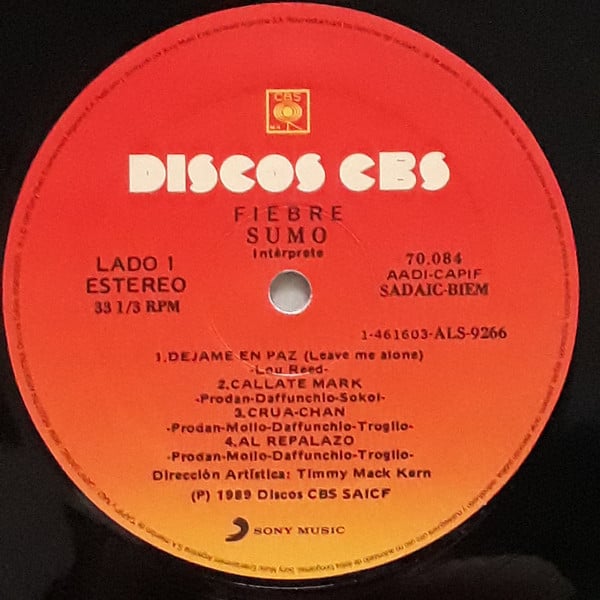 CBS
DISCOS CBS
FIEBRE
SUMO
Intérprete
LADO 1
ESTEREO
33 1/3 RPM
70.084
AADI-CAPIF
SADAIC-BIEM
1-461603-ALS-9266
1.DEJAME EN PAZ (Leave me alone)
-Lou Reed-
2.CALLATE MARK
-Prodan-Daffunchio-Sokol-
3.CRUA-CHAN
-Prodan-Mollo-Daffunchio-Troglio-
4.AL REPALAZO
-Prodan-Mollo-Daffunchio-Troglio-
Dirección Artística: Timmy Mack Kern
(P) 1989 Discos CBS SAICF
SONY MUSIC